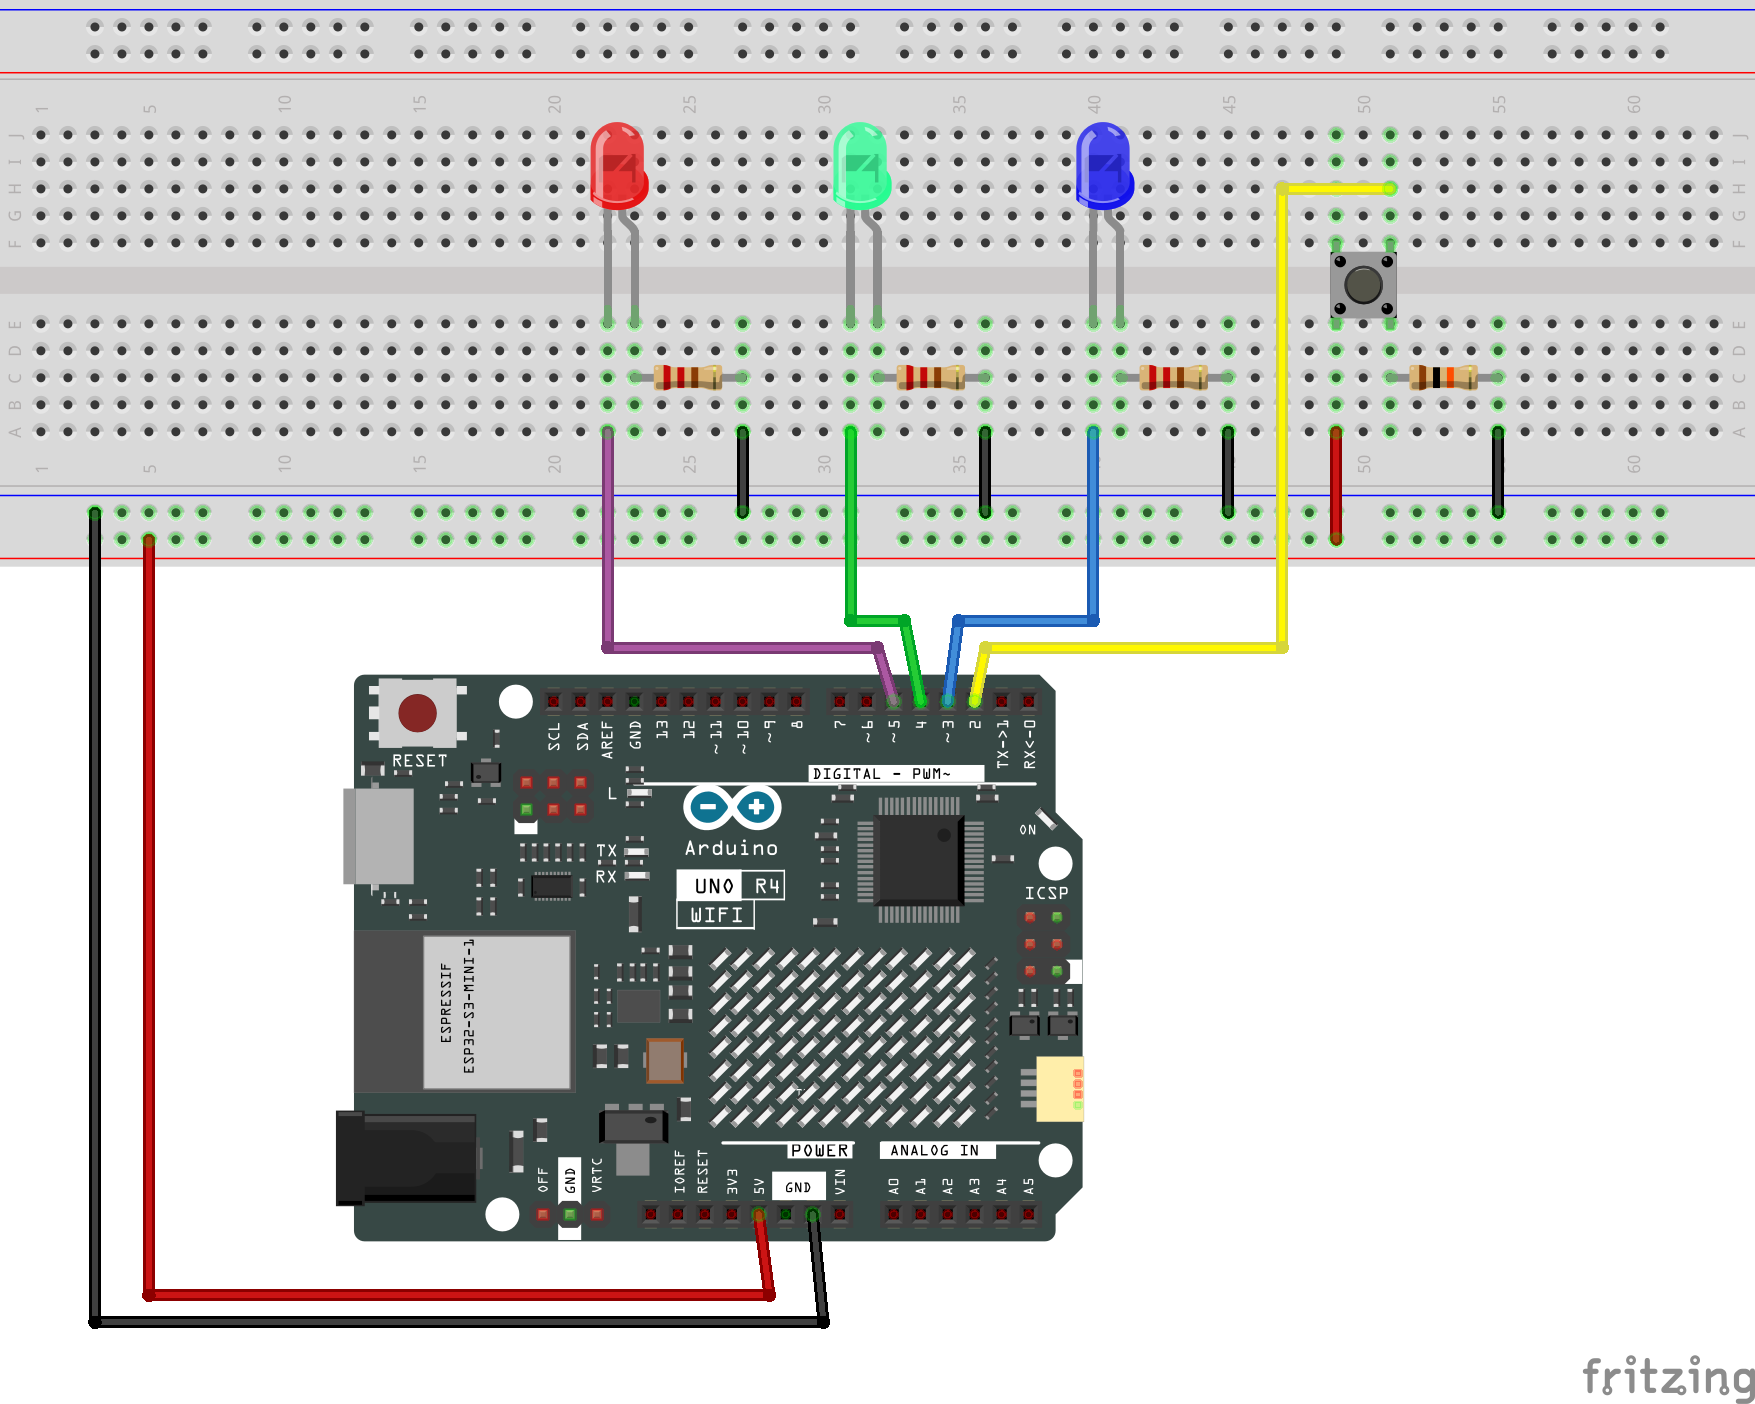 1 5 10 15 20 25 30 35 40 45 50 55 60
J J
I I
H H
G G
F F
E E
D D
C C
B B
A A
1 5 10 15 20 25 30 35 45 50 55 60
RESET
SCL SDA AREF GND 13 12 ~11 ~10 ~9 8 7 ~6 ~5 4 ~3 2 TX->1 RX<-0
DIGITAL - PWM~
L
ON
TX
RX
Arduino
UNO R4
WIFI
ICSP
ESPRESSIF
ESP32-S3-MINI-1
POWER ANALOG IN
OFF GND VRTC IOREF RESET 3V3 5V GND VIN A0 A1 A2 A3 A4 A5
fritzing